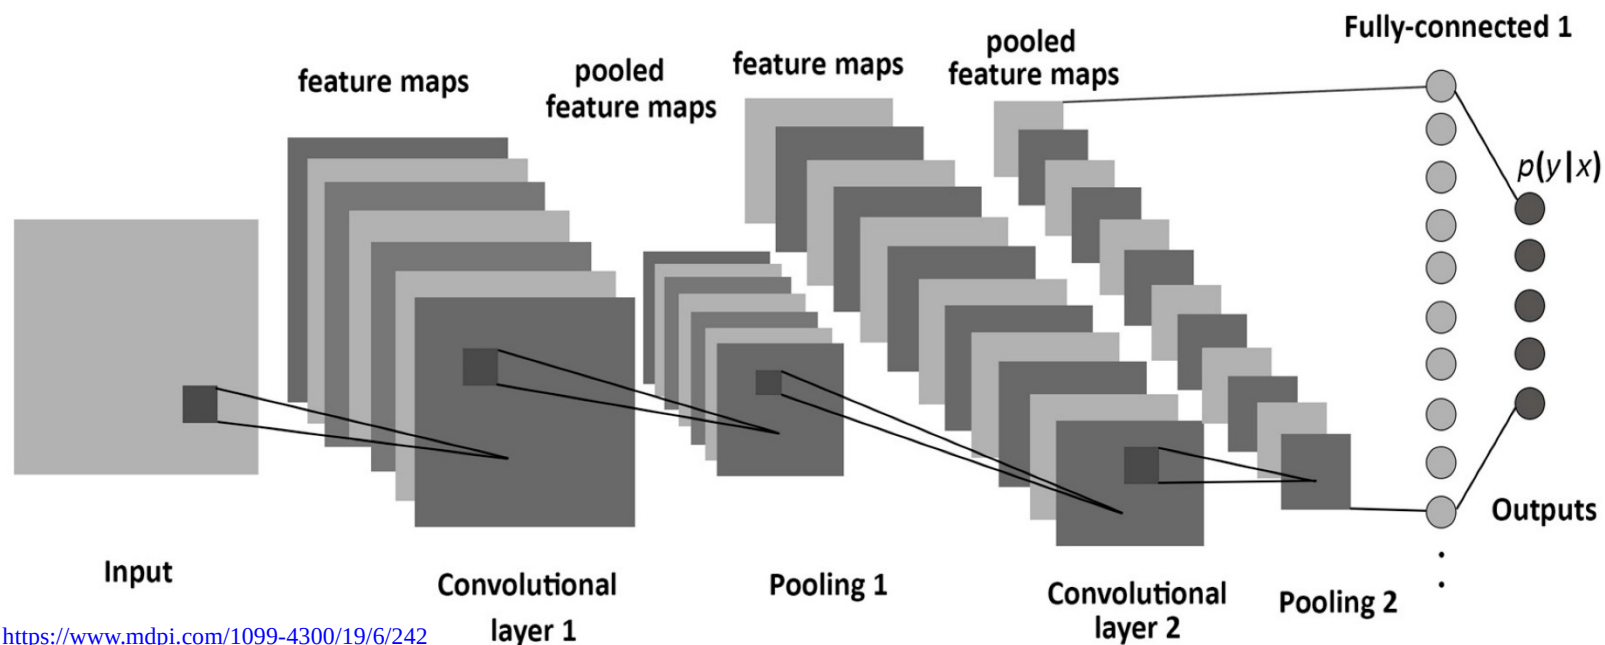 Fully-connected 1
pooled
feature maps
feature maps
pooled
feature maps
feature maps
p(y|x)
Outputs
Input
Convolutional
layer 1
Pooling 1
Convolutional
layer 2
Pooling 2
https://www.mdpi.com/1099-4300/19/6/242